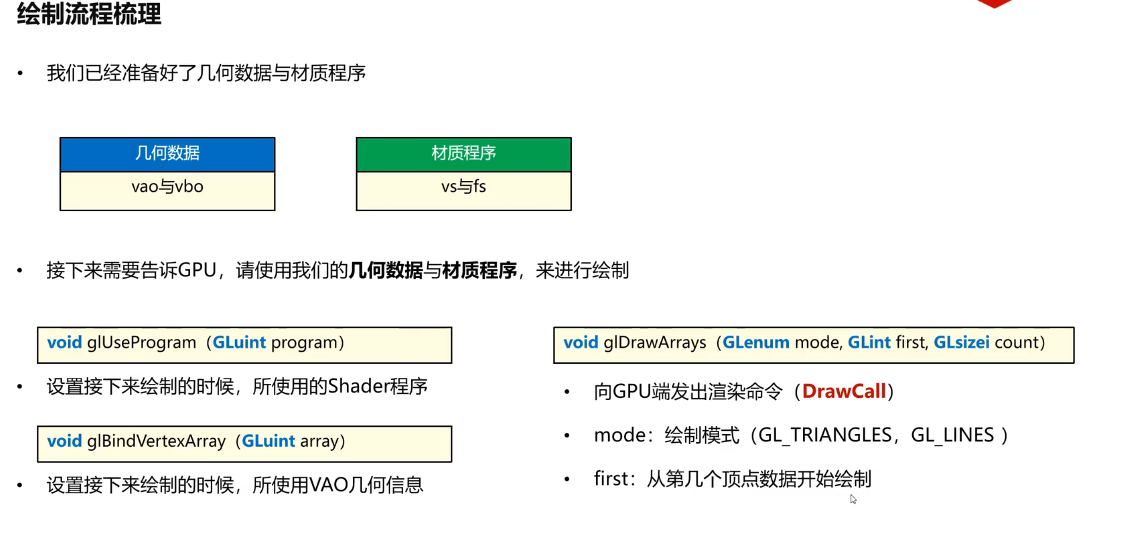 绘制流程梳理
• 我们已经准备好了几何数据与材质程序
几何数据
vao与vbo
材质程序
vs与fs
• 接下来需要告诉GPU，请使用我们的几何数据与材质程序，来进行绘制
void glUseProgram（GLuint program）
• 设置接下来绘制的时候，所使用的Shader程序
void glBindVertexArray（GLuint array）
• 设置接下来绘制的时候，所使用VAO几何信息
void glDrawArrays（GLenum mode, GLint first, GLsizei count）
• 向GPU端发出渲染命令（DrawCall）
• mode：绘制模式（GL_TRIANGLES，GL_LINES ）
• first：从第几个顶点数据开始绘制